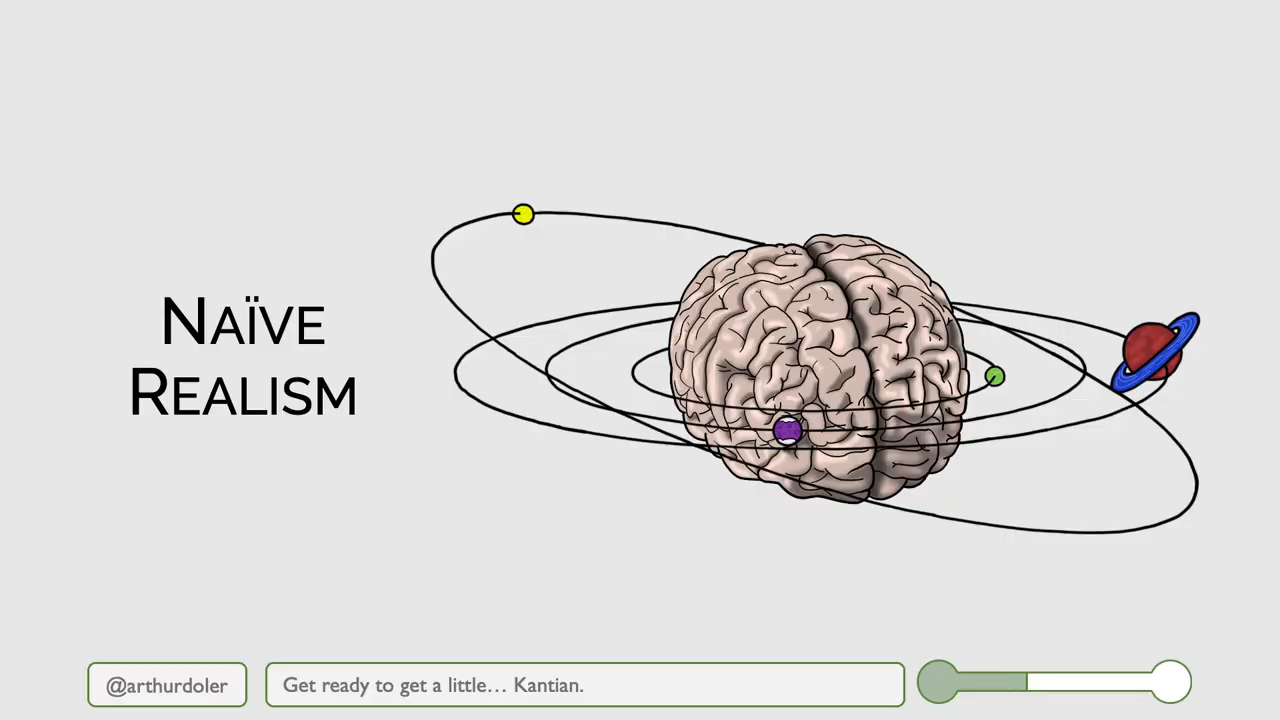 NAÏVE
REALISM
@arthurdoler
Get ready to get a little… Kantian.